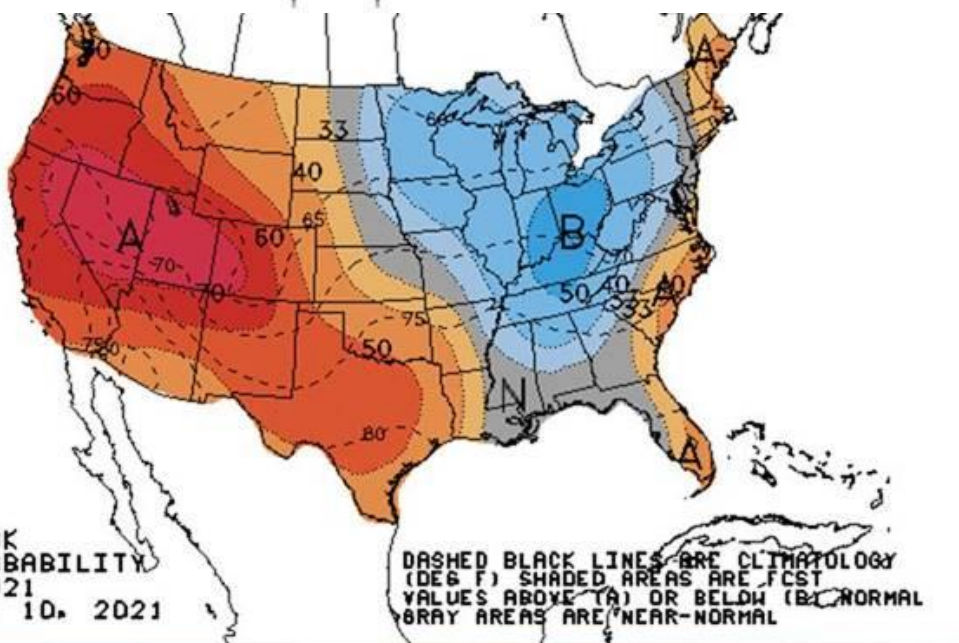 33
40
60
A
60
65
-70-
70
75
50
80
A
B
50
40
33
A
N
A
K
BABILITY
21
10, 2021
DASHED BLACK LINES ARE CLIMATOLOGY
(DEG F) SHADED AREAS ARE FCST
VALUES ABOVE (A) OR BELOW (B) NORMAL
GRAY AREAS ARE NEAR-NORMAL